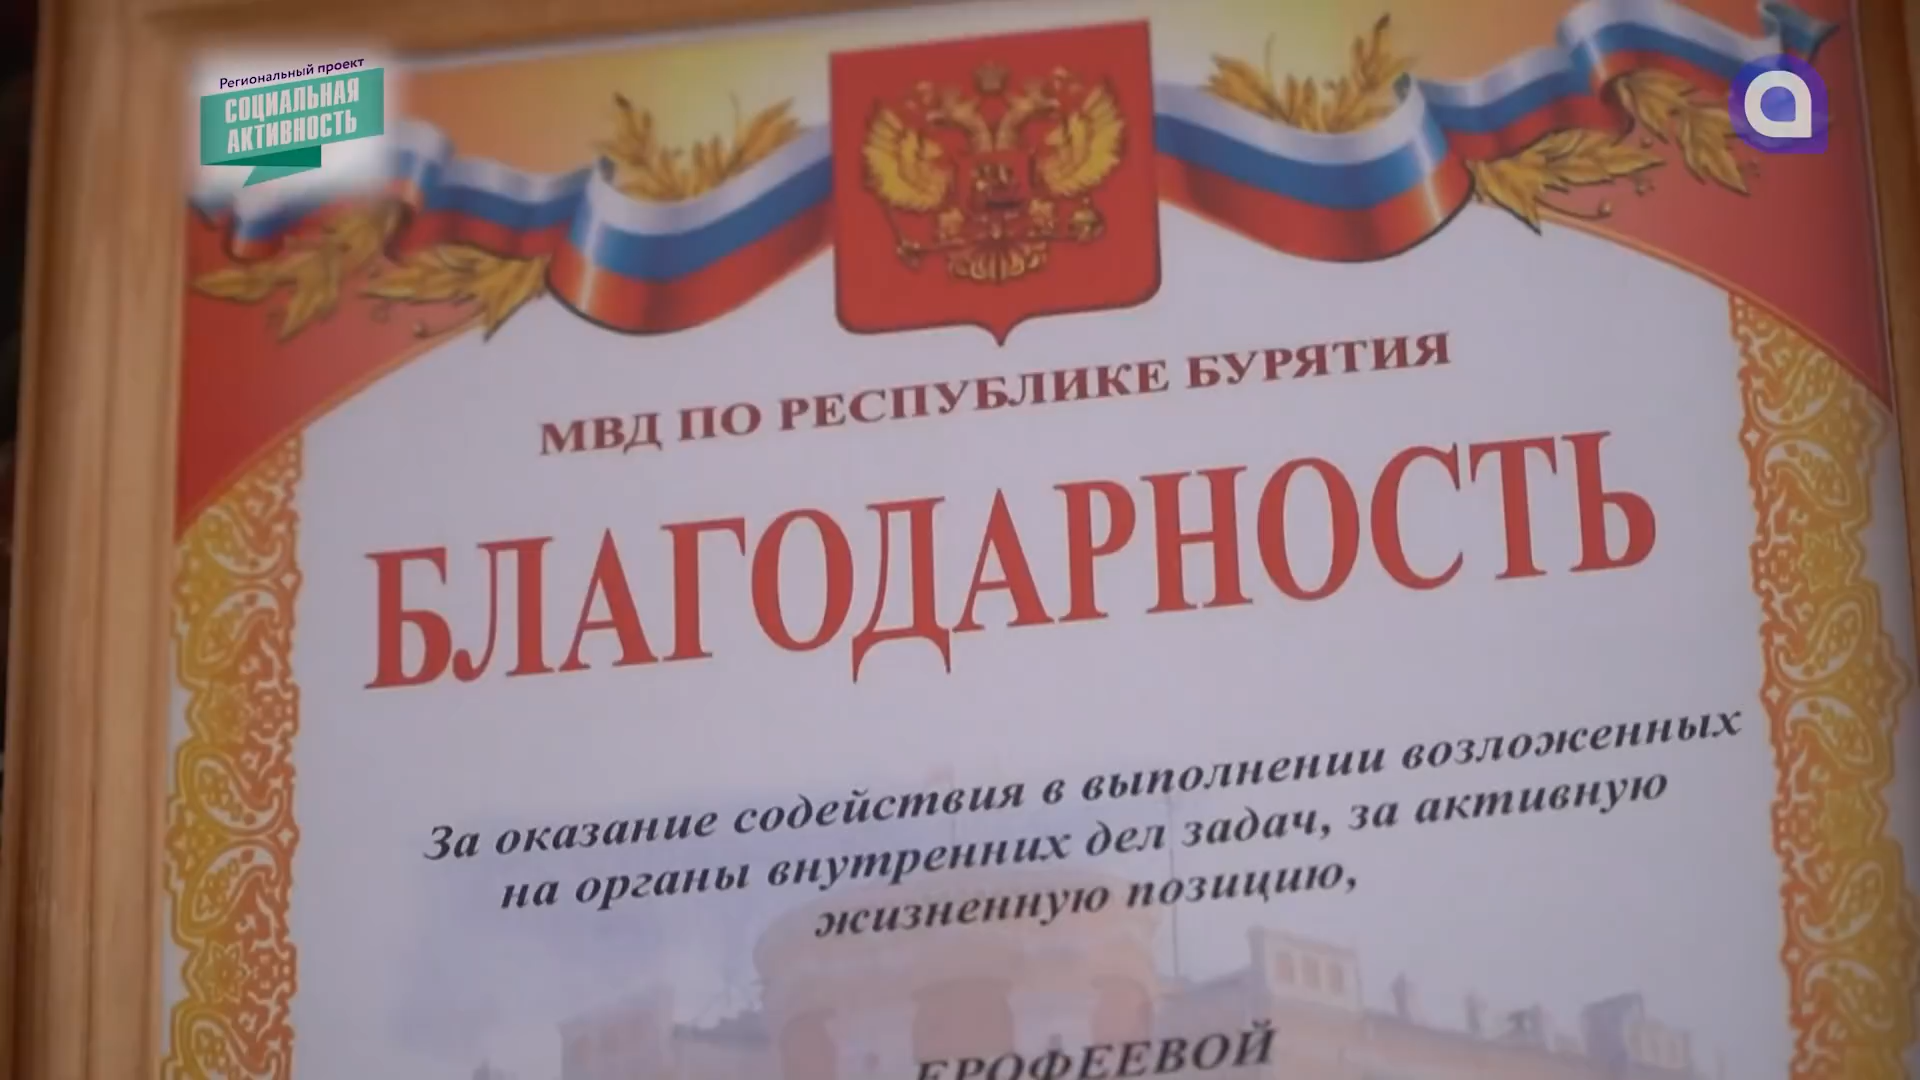 Региональный проект
СОЦИАЛЬНАЯ
АКТИВНОСТЬ
а
МВД ПО РЕСПУБЛИКЕ БУРЯТИЯ
БЛАГОДАРНОСТЬ
За оказание содействия в выполнении возложенных
на органы внутренних дел задач, за активную
жизненную позицию,
ЕРОФЕЕВОЙ